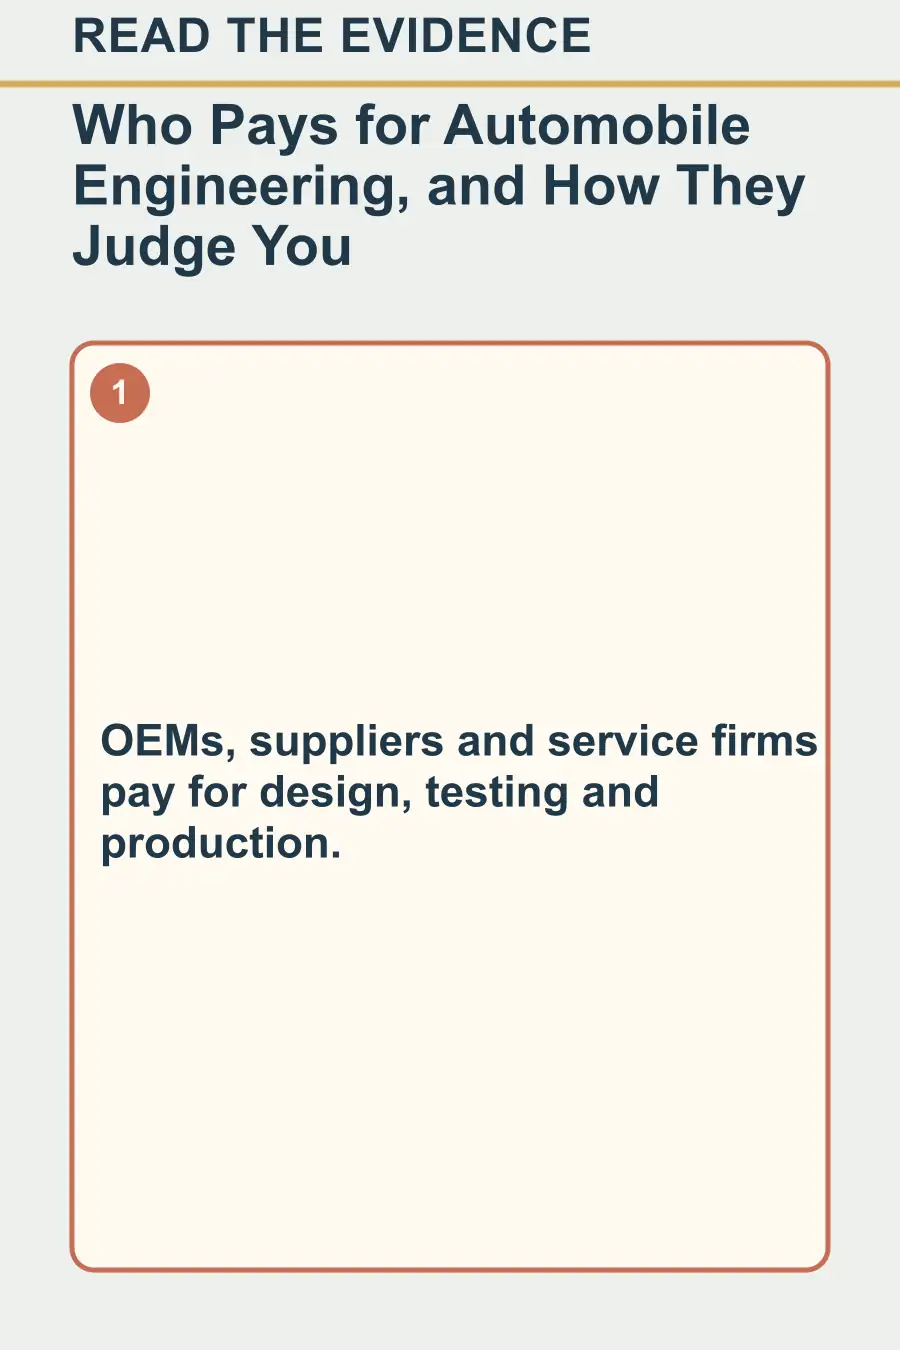 READ THE EVIDENCE
Who Pays for Automobile
Engineering, and How They
Judge You
1
OEMs, suppliers and service firms
pay for design, testing and
production.